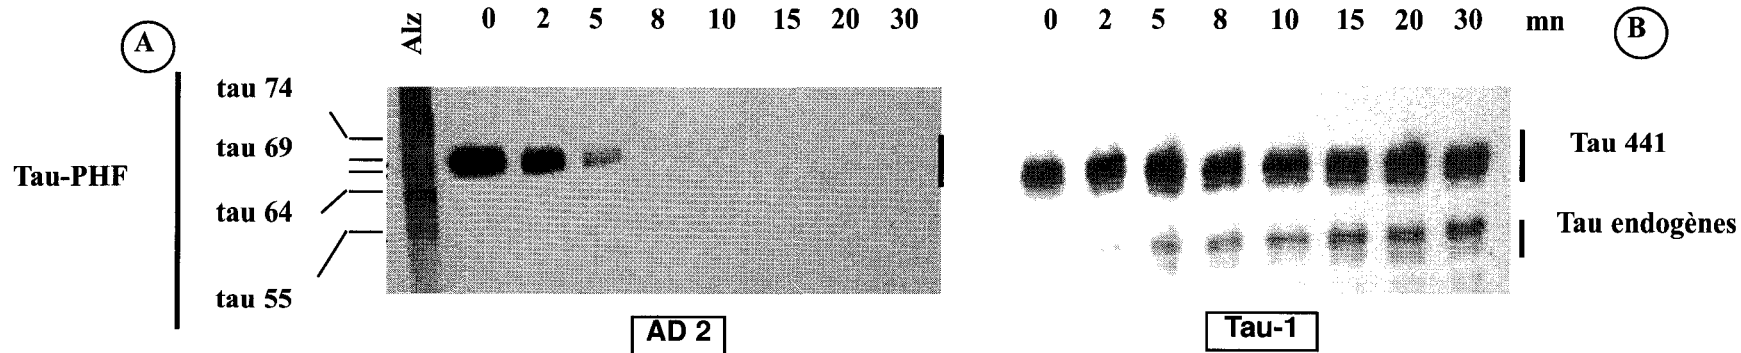 A
Alz 0 2 5 8 10 15 20 30
0 2 5 8 10 15 20 30 mn
B
tau 74
tau 69
Tau-PHF
tau 64
tau 55
Tau 441
Tau endogènes
AD 2
Tau-1